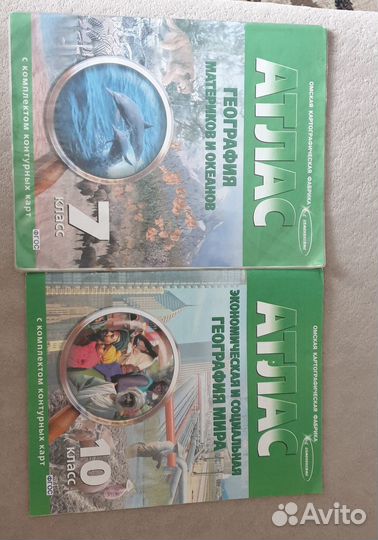 ОМСКАЯ КАРТОГРАФИЧЕСКАЯ ФАБРИКА
АТЛАС
ГЕОГРАФИЯ
МАТЕРИКОВ И ОКЕАНОВ
7
класс
ФГОС
С КОМПЛЕКТОМ КОНТУРНЫХ КАРТ
ОМСКАЯ КАРТОГРАФИЧЕСКАЯ ФАБРИКА
АТЛАС
ЭКОНОМИЧЕСКАЯ И СОЦИАЛЬНАЯ
ГЕОГРАФИЯ МИРА
10
класс
ФГОС
С КОМПЛЕКТОМ КОНТУРНЫХ КАРТ
Avito